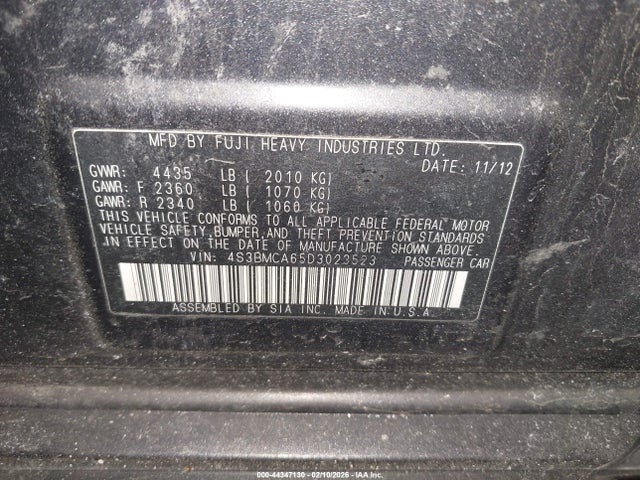 MFD BY FUJI HEAVY INDUSTRIES LTD.
DATE: 11/12
GVWR: 4435 LB ( 2010 KG)
GAWR: F 2360 LB ( 1070 KG)
GAWR: R 2340 LB ( 1060 KG)
THIS VEHICLE CONFORMS TO ALL APPLICABLE FEDERAL MOTOR
VEHICLE SAFETY, BUMPER, AND THEFT PREVENTION STANDARDS
IN EFFECT ON THE DATE OF MANUFACTURE SHOWN ABOVE.
VIN: 4S3BMCA65D3023523 PASSENGER CAR
ASSEMBLED BY SIA INC. MADE IN U.S.A.
000-44347130 - 02/10/2026 - IAA